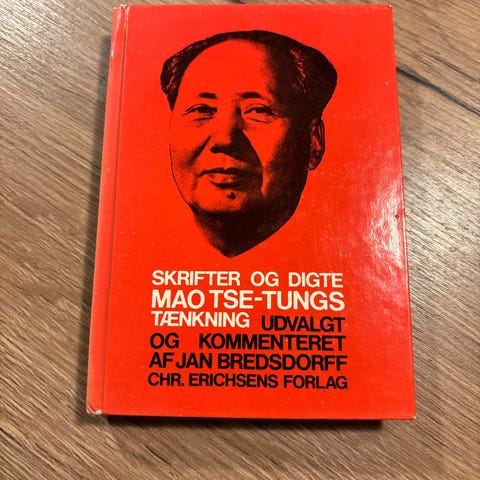 SKRIFTER OG DIGTE
MAO TSE-TUNGS
TÆNKNING UDVALGT
OG KOMMENTERET
AF JAN BREDSDORFF
CHR. ERICHSENS FORLAG